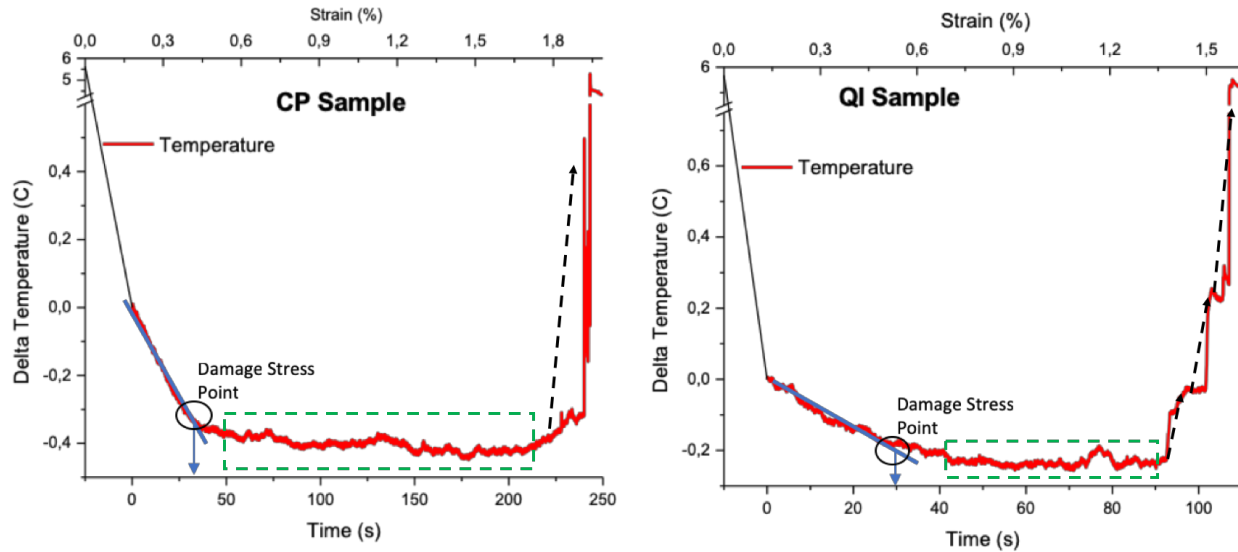 Strain (%)
0,0 0,3 0,6 0,9 1,2 1,5 1,8
6
5
CP Sample
Temperature
0,4
0,2
0,0
-0,2
-0,4
Delta Temperature (C)
Damage Stress
Point
0 50 100 150 200 250
Time (s)
Strain (%)
0,0 0,3 0,6 0,9 1,2 1,5
6
QI Sample
Temperature
0,6
0,4
0,2
0,0
-0,2
Delta Temperature (C)
Damage Stress
Point
0 20 40 60 80 100
Time (s)